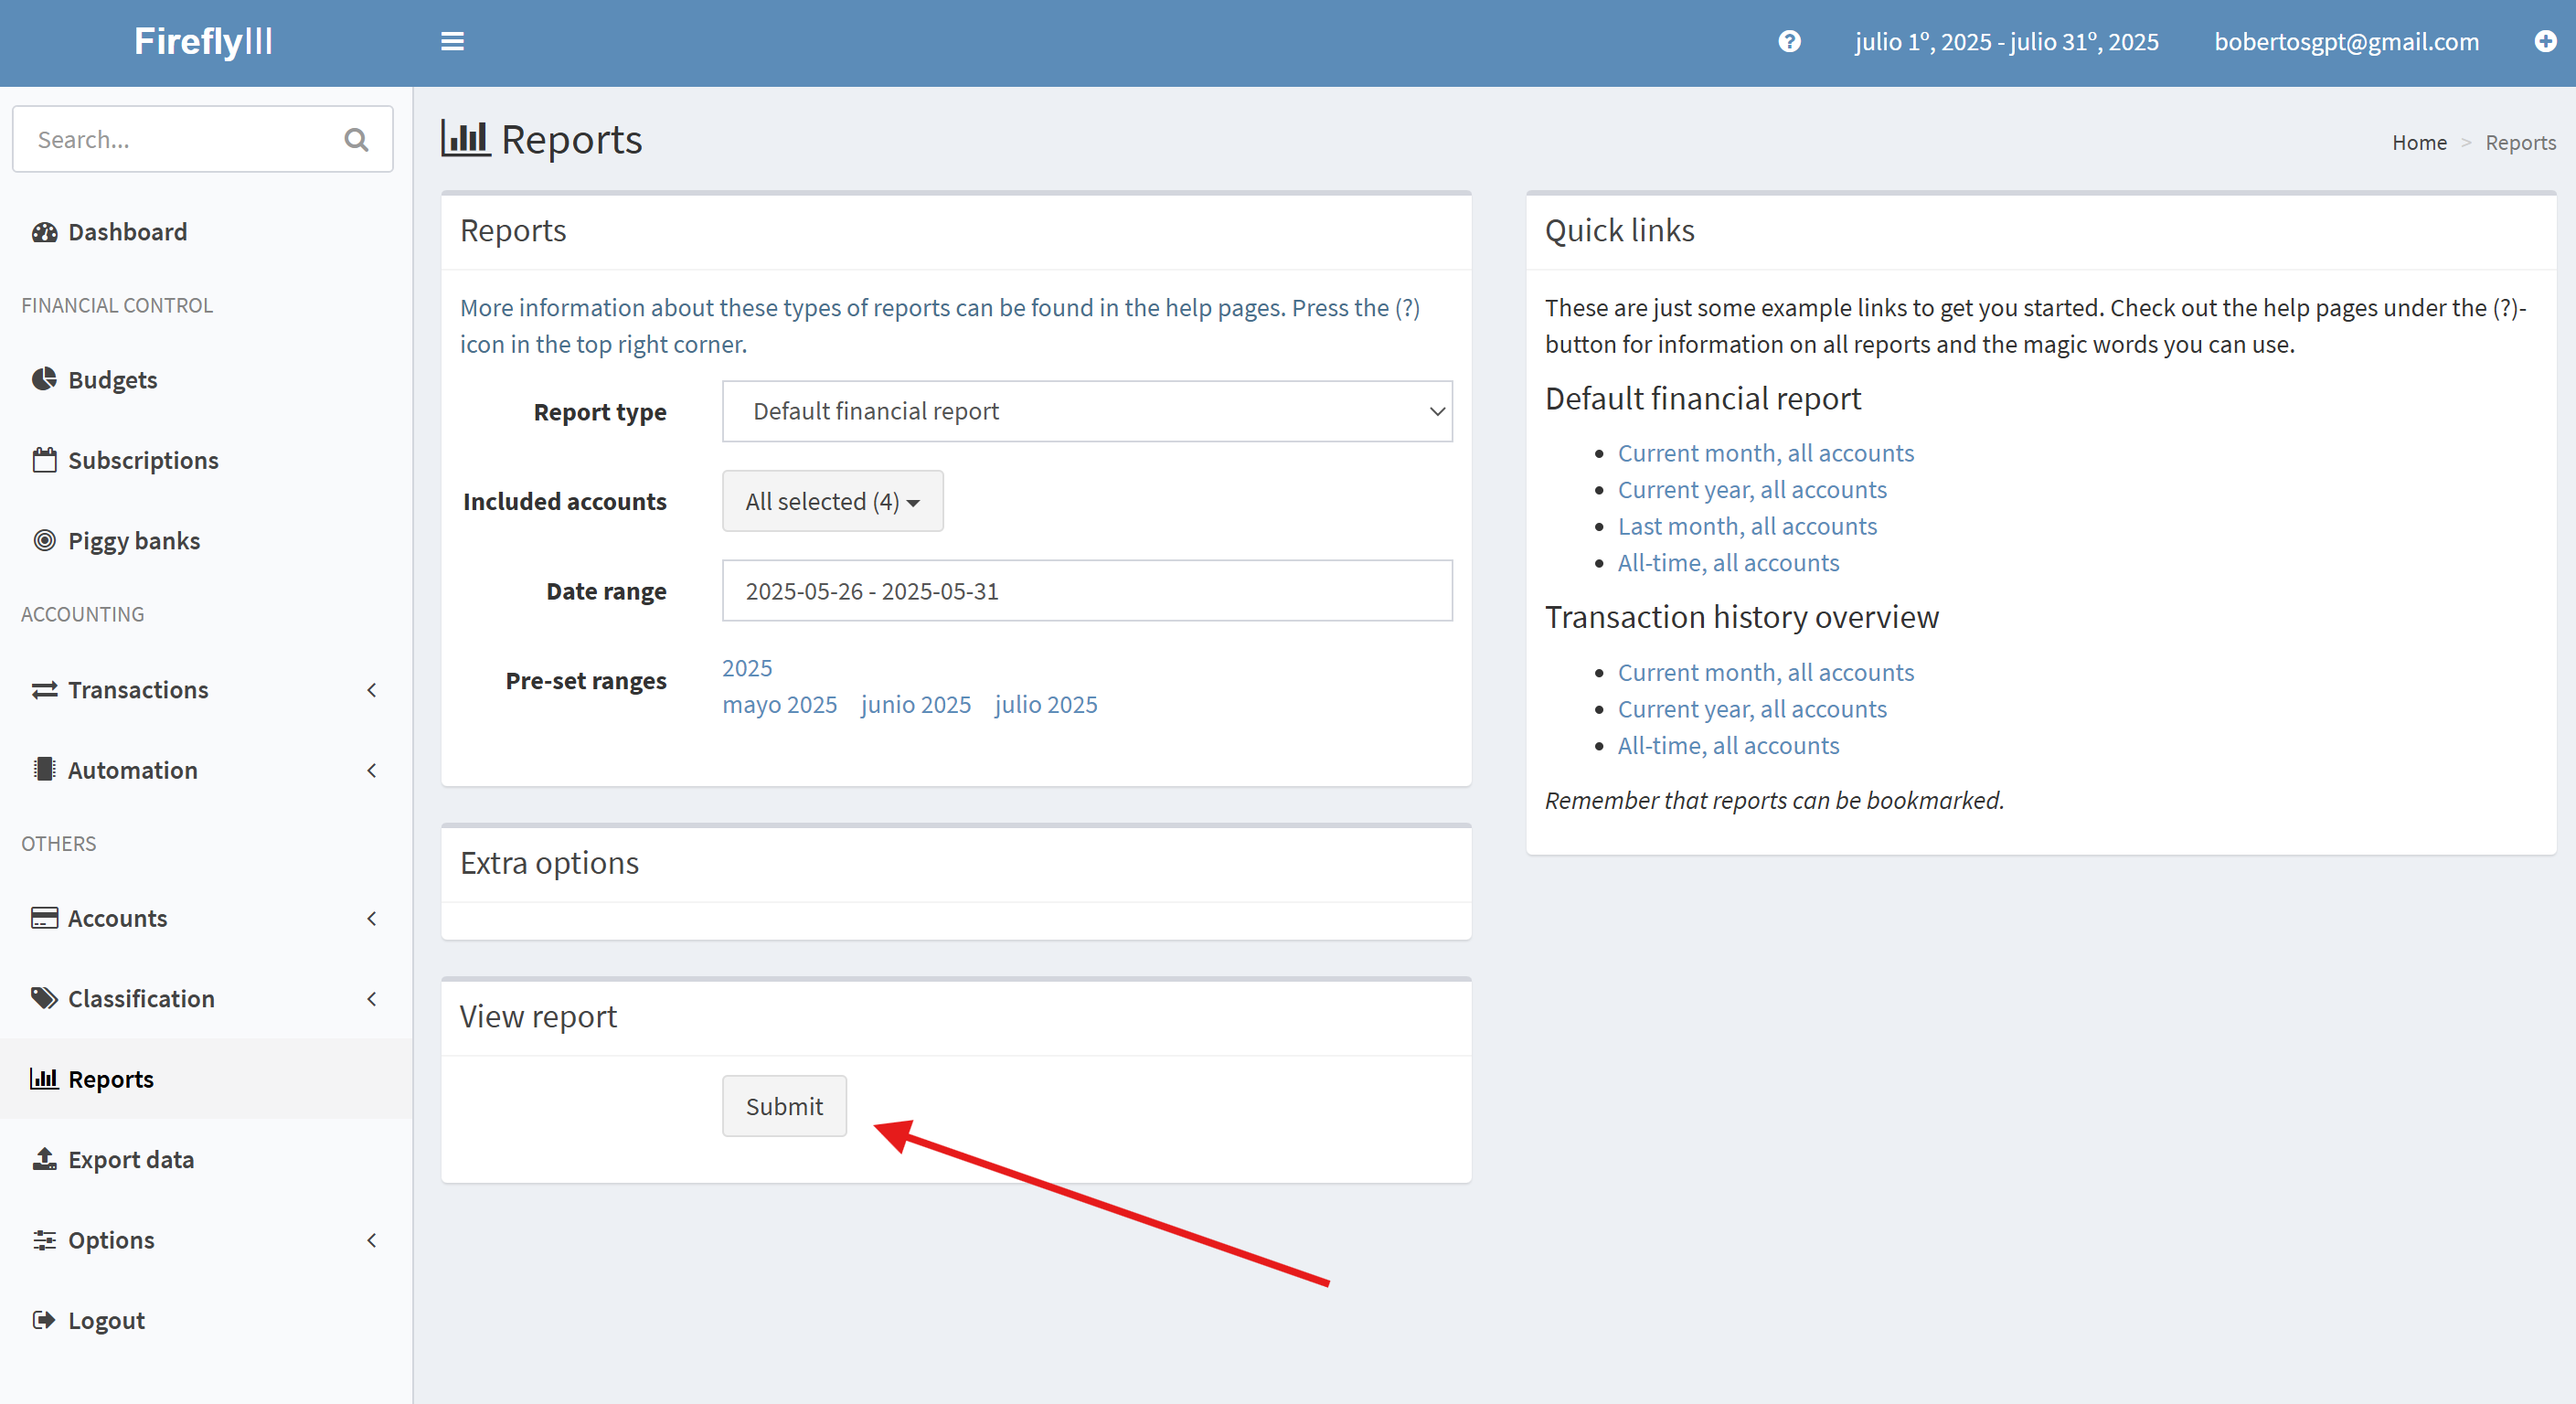 FireflyIII
julio 1º, 2025 - julio 31º, 2025
bobertosgpt@gmail.com
Search...
Dashboard
FINANCIAL CONTROL
Budgets
Subscriptions
Piggy banks
ACCOUNTING
Transactions
Automation
OTHERS
Accounts
Classification
Reports
Export data
Options
Logout
Reports
Home > Reports
Reports
More information about these types of reports can be found in the help pages. Press the (?)
icon in the top right corner.
Report type
Default financial report
Included accounts
All selected (4)
Date range
2025-05-26 - 2025-05-31
Pre-set ranges
2025
mayo 2025 junio 2025 julio 2025
Extra options
View report
Submit
Quick links
These are just some example links to get you started. Check out the help pages under the (?)-
button for information on all reports and the magic words you can use.
Default financial report
Current month, all accounts
Current year, all accounts
Last month, all accounts
All-time, all accounts
Transaction history overview
Current month, all accounts
Current year, all accounts
All-time, all accounts
Remember that reports can be bookmarked.